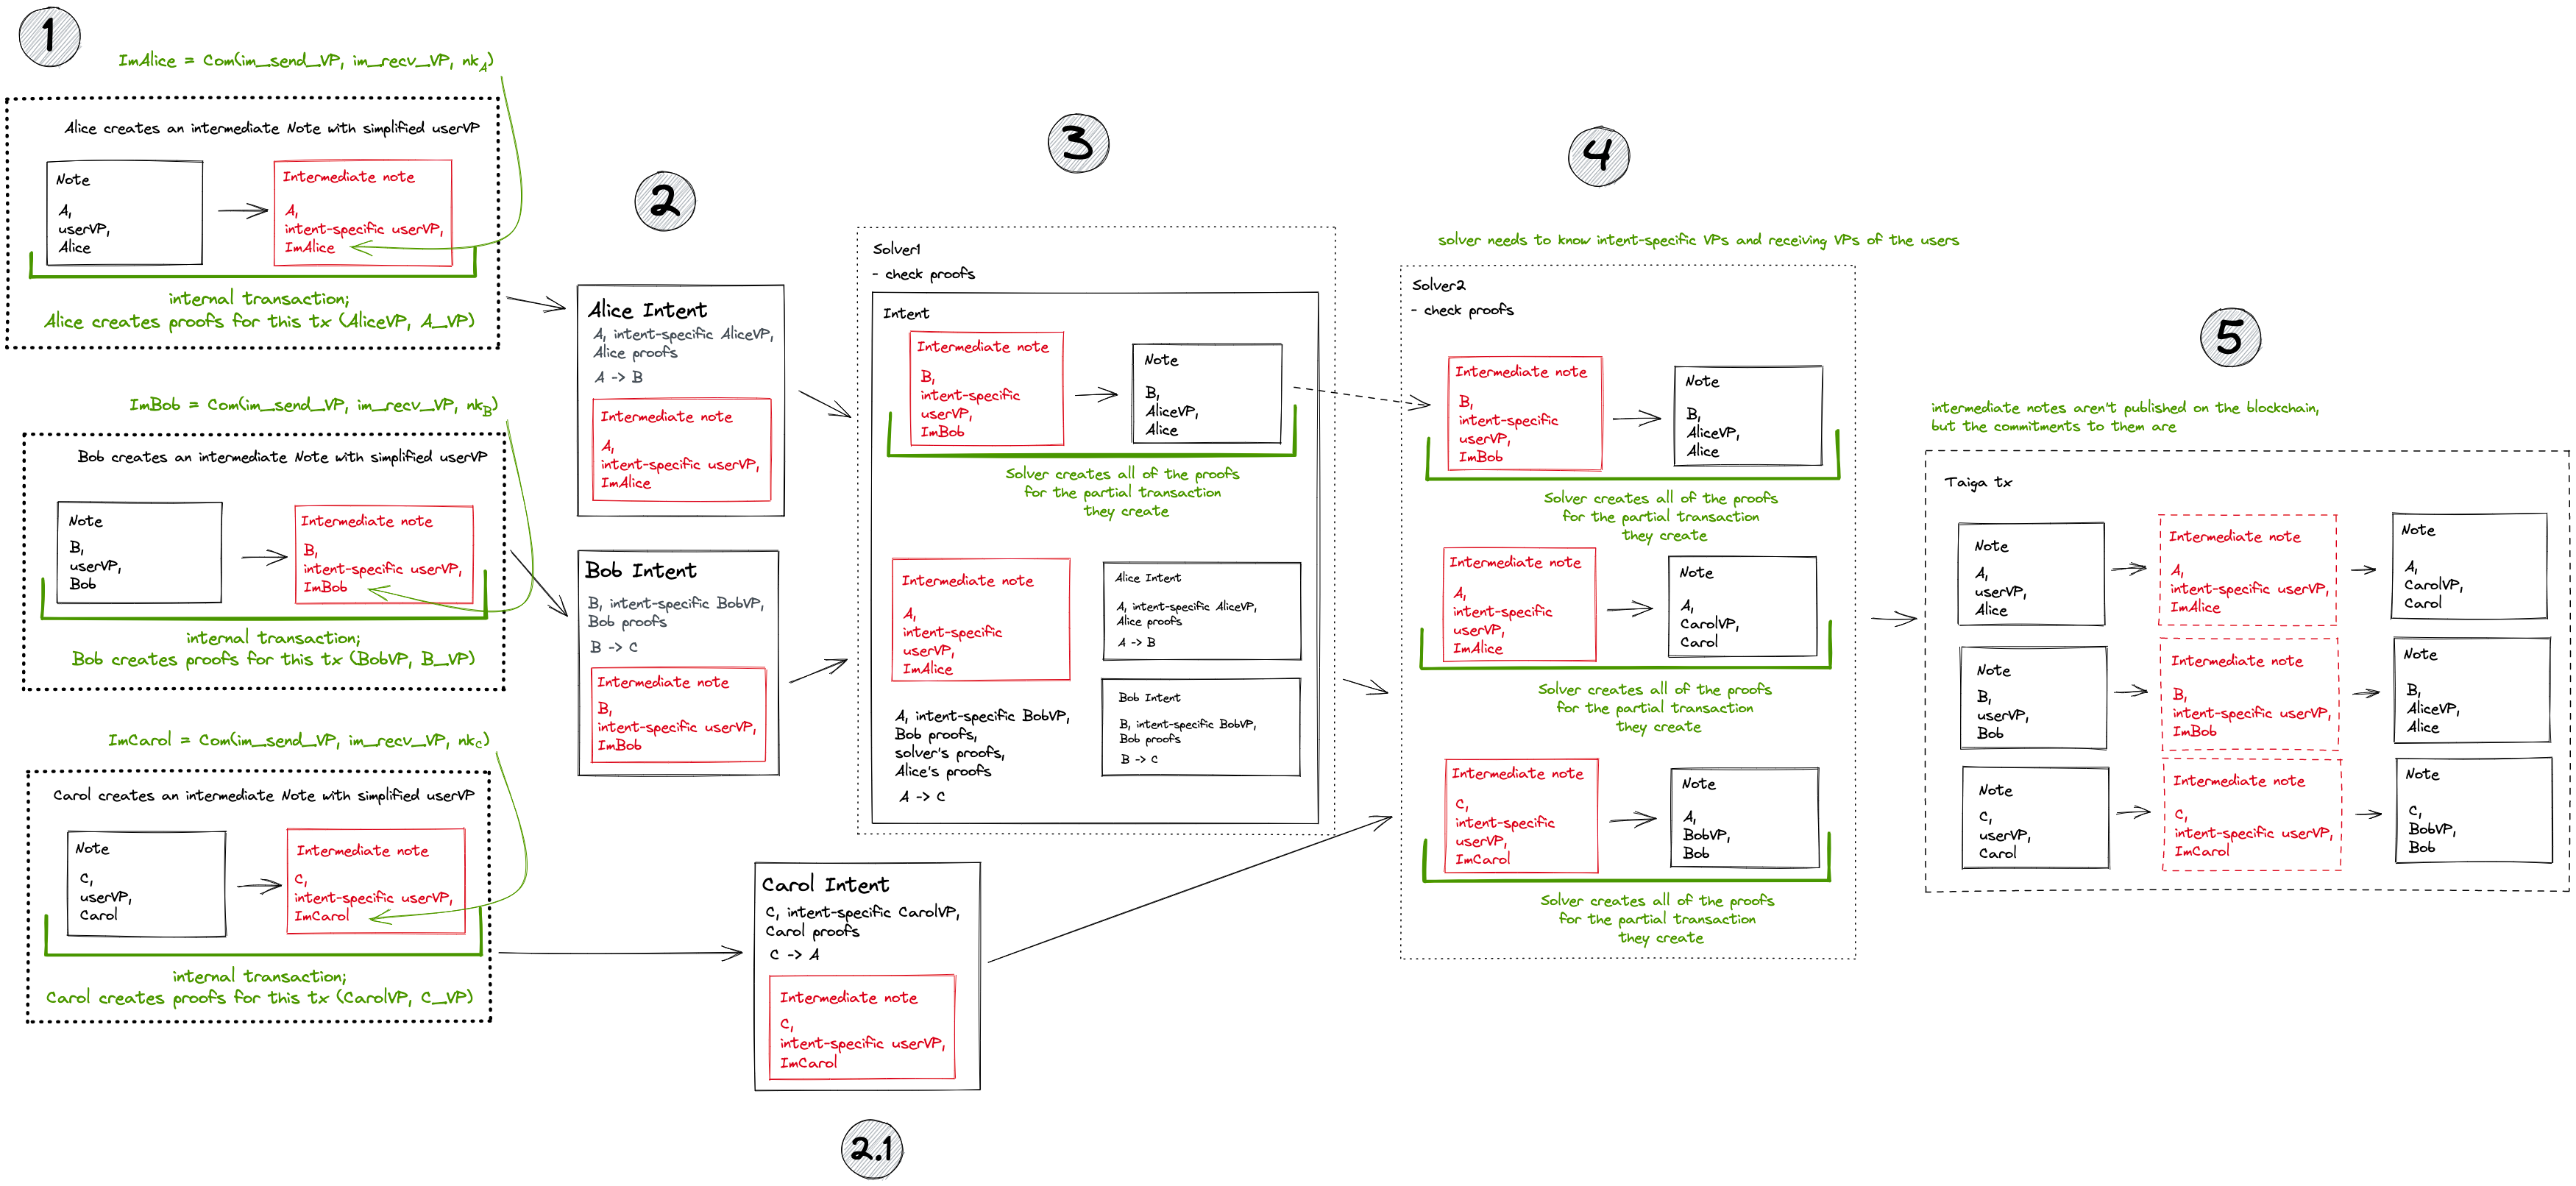 1
ImAlice = Com(im_send_VP, im_recv_VP, nk_A)
Alice creates an intermediate Note with simplified userVP
Note
A,
userVP,
Alice
Intermediate note
A,
intent-specific userVP,
ImAlice
internal transaction;
Alice creates proofs for this tx (AliceVP, A_VP)
ImBob = Com(im_send_VP, im_recv_VP, nk_B)
Bob creates an intermediate Note with simplified userVP
Note
B,
userVP,
Bob
Intermediate note
B,
intent-specific userVP,
ImBob
internal transaction;
Bob creates proofs for this tx (BobVP, B_VP)
ImCarol = Com(im_send_VP, im_recv_VP, nk_C)
Carol creates an intermediate Note with simplified userVP
Note
C,
userVP,
Carol
Intermediate note
C,
intent-specific userVP,
ImCarol
internal transaction;
Carol creates proofs for this tx (CarolVP, C_VP)
2
Alice Intent
A, intent-specific AliceVP,
Alice proofs
A -> B
Intermediate note
A,
intent-specific userVP,
ImAlice
Bob Intent
B, intent-specific BobVP,
Bob proofs
B -> C
Intermediate note
B,
intent-specific userVP,
ImBob
Carol Intent
C, intent-specific CarolVP,
Carol proofs
C -> A
Intermediate note
C,
intent-specific userVP,
ImCarol
2.1
3
Solver1
- check proofs
Intent
Intermediate note
B,
intent-specific
userVP,
ImBob
Note
B,
AliceVP,
Alice
Solver creates all of the proofs
for the partial transaction
they create
Intermediate note
A,
intent-specific
userVP,
ImAlice
Alice Intent
A, intent-specific AliceVP,
Alice proofs
A -> B
A, intent-specific BobVP,
Bob proofs,
solver's proofs,
Alice's proofs
A -> C
Bob Intent
B, intent-specific BobVP,
Bob proofs
B -> C
4
solver needs to know intent-specific VPs and receiving VPs of the users
Solver2
- check proofs
Intermediate note
B,
intent-specific
userVP,
ImBob
Note
B,
AliceVP,
Alice
Solver creates all of the proofs
for the partial transaction
they create
Intermediate note
A,
intent-specific
userVP,
ImAlice
Note
A,
CarolVP,
Carol
Solver creates all of the proofs
for the partial transaction
they create
Intermediate note
C,
intent-specific
userVP,
ImCarol
Note
A,
BobVP,
Bob
Solver creates all of the proofs
for the partial transaction
they create
5
intermediate notes aren't published on the blockchain,
but the commitments to them are
Taiga tx
Note
A,
userVP,
Alice
Intermediate note
A,
intent-specific userVP,
ImAlice
Note
A,
CarolVP,
Carol
Note
B,
userVP,
Bob
Intermediate note
B,
intent-specific userVP,
ImBob
Note
B,
AliceVP,
Alice
Note
C,
userVP,
Carol
Intermediate note
C,
intent-specific userVP,
ImCarol
Note
C,
BobVP,
Bob